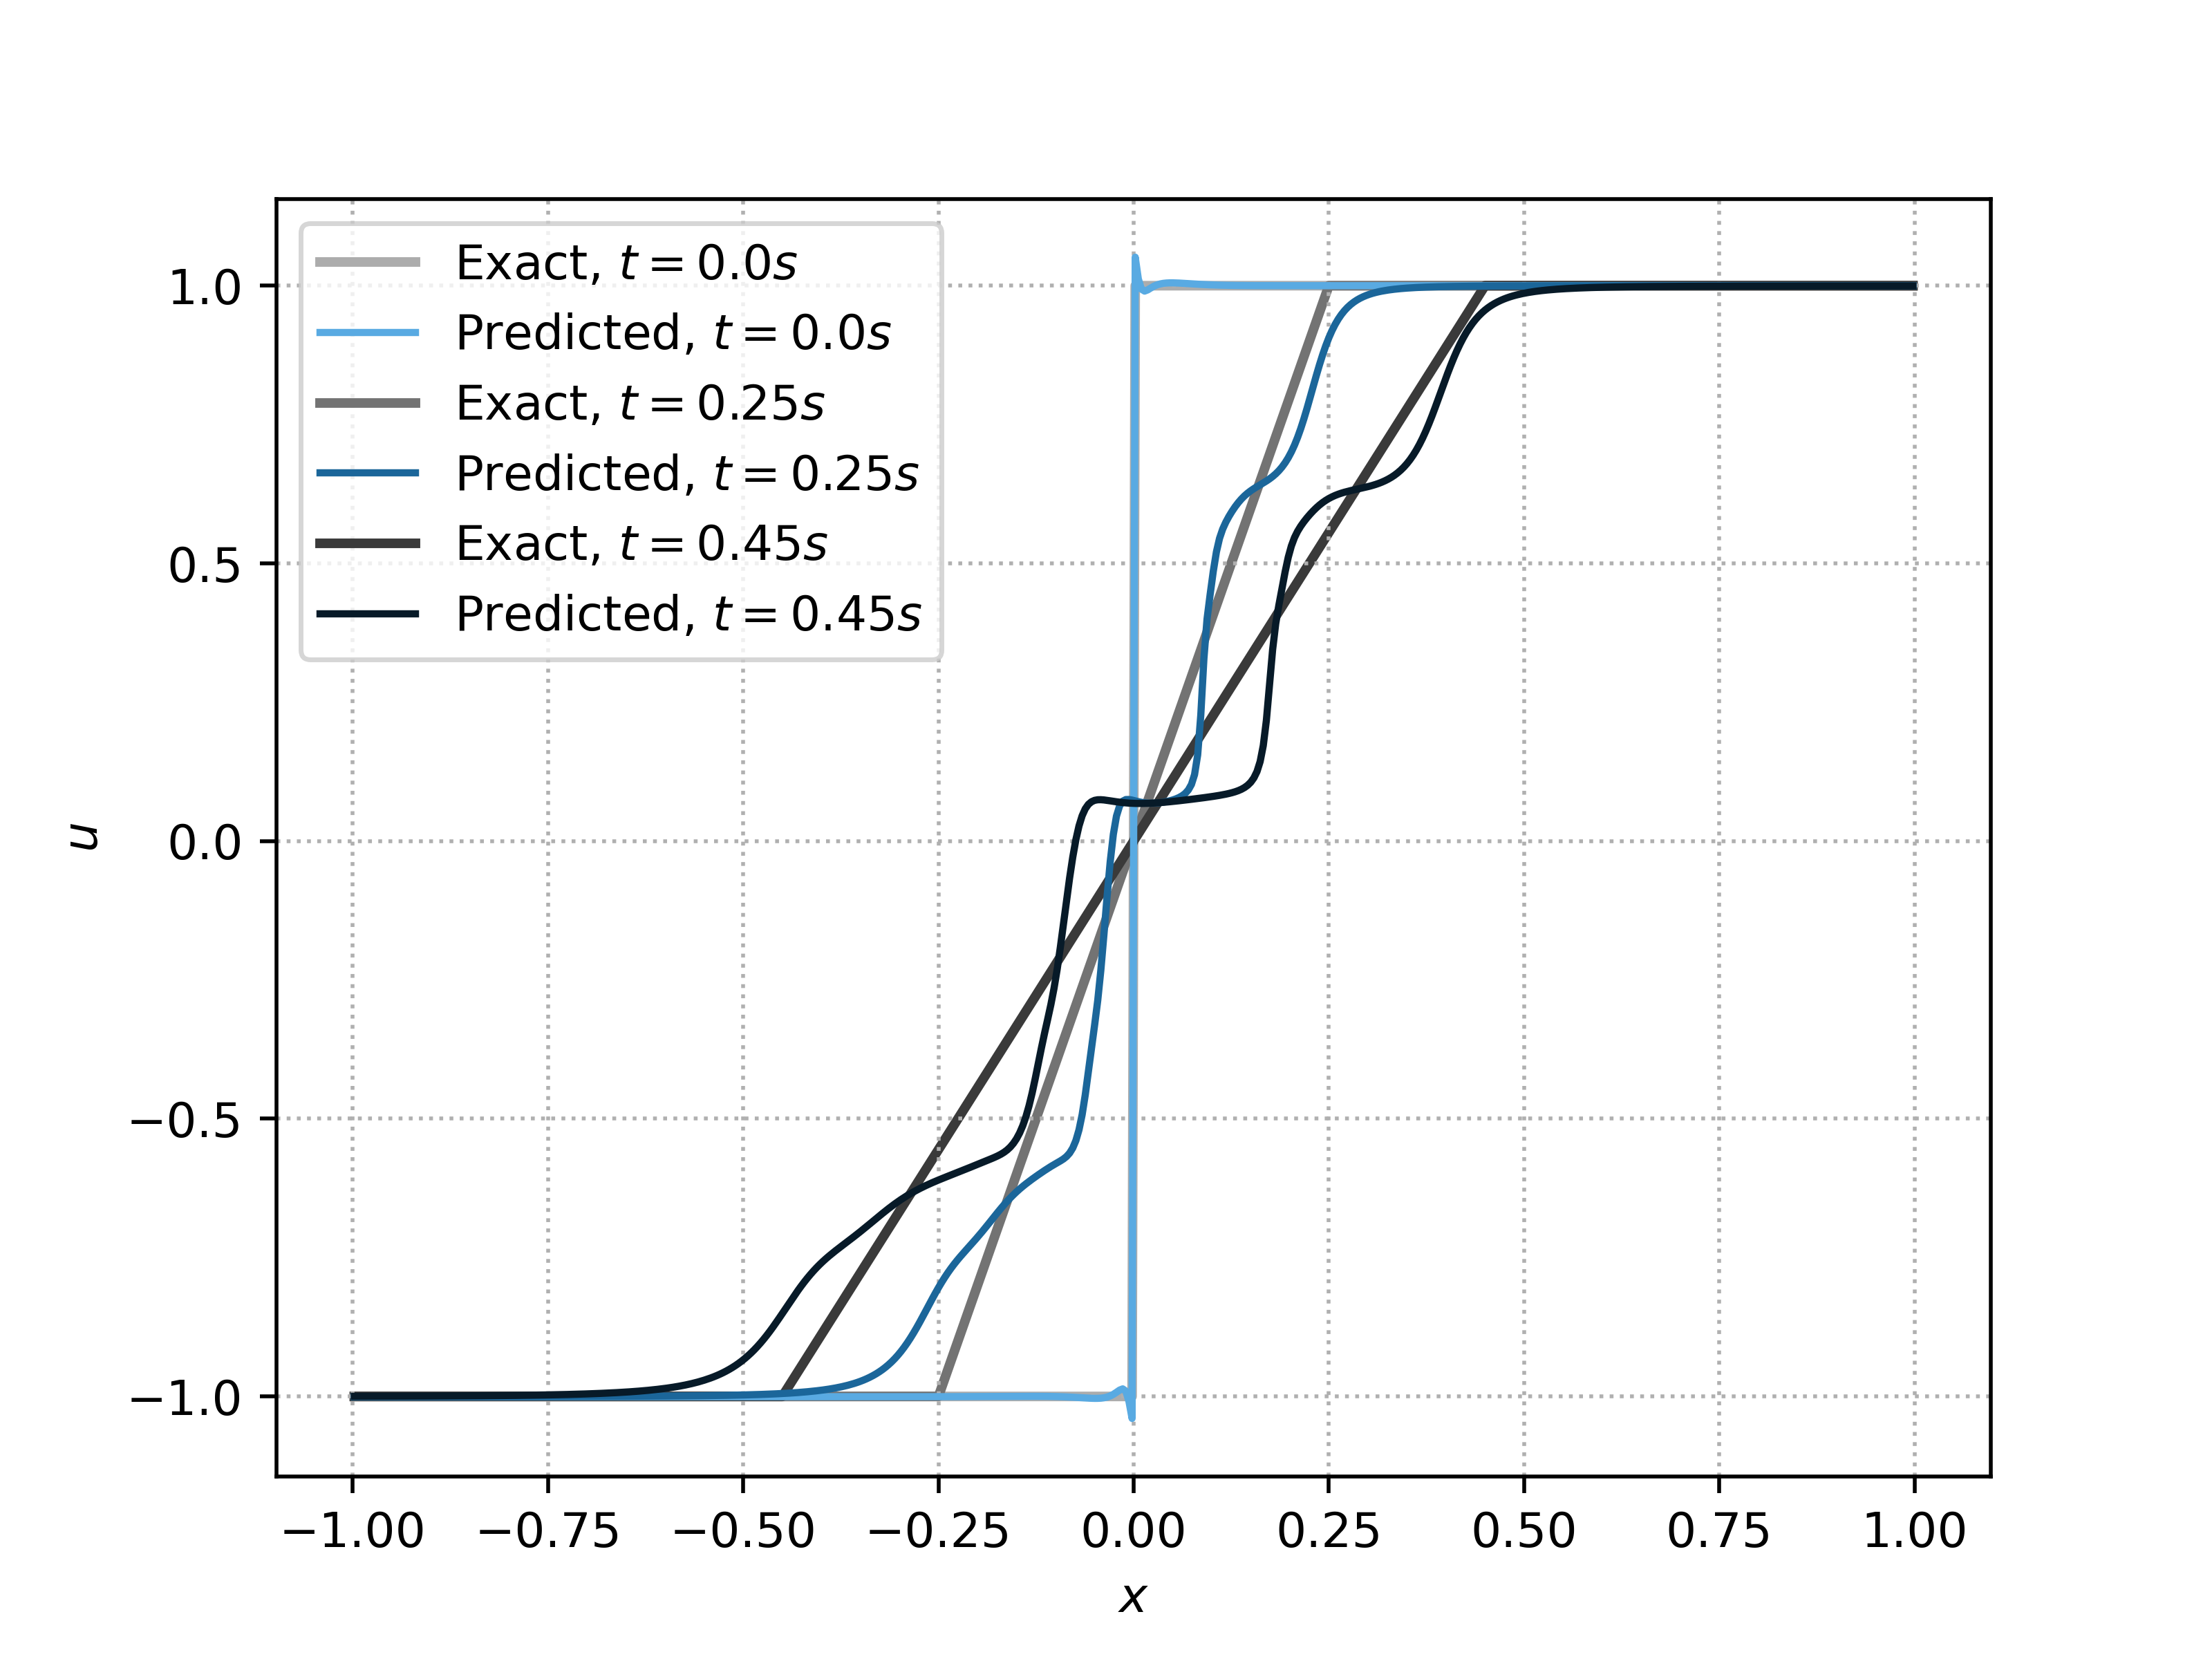 Exact, t = 0.0s
Predicted, t = 0.0s
Exact, t = 0.25s
Predicted, t = 0.25s
Exact, t = 0.45s
Predicted, t = 0.45s
1.0
0.5
0.0
−0.5
−1.0
u
−1.00 −0.75 −0.50 −0.25 0.00 0.25 0.50 0.75 1.00
x